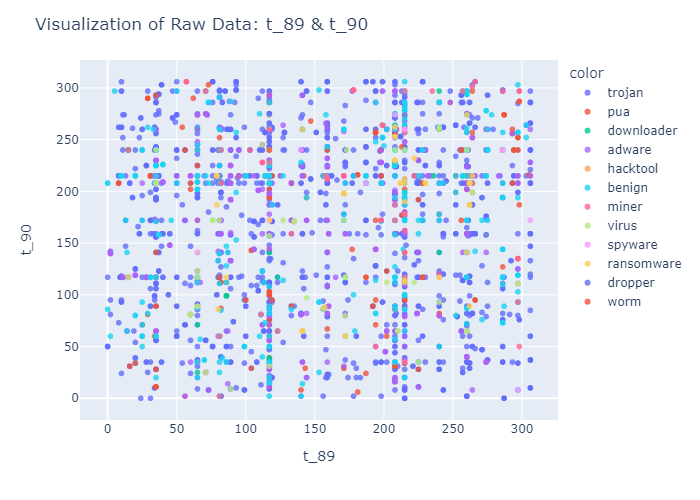 Visualization of Raw Data: t_89 & t_90
color
trojan
pua
downloader
adware
hacktool
benign
miner
virus
spyware
ransomware
dropper
worm
300
250
200
150
100
50
0
t_90
0 50 100 150 200 250 300
t_89